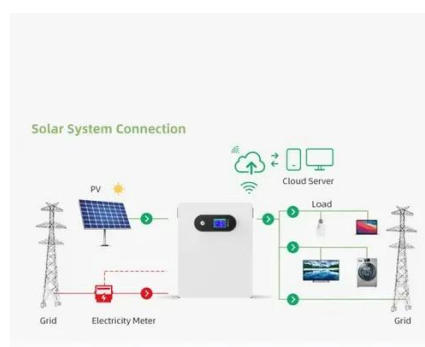 Solar System Connection
Cloud Server
PV
Load
Grid
Electricity Meter
Grid